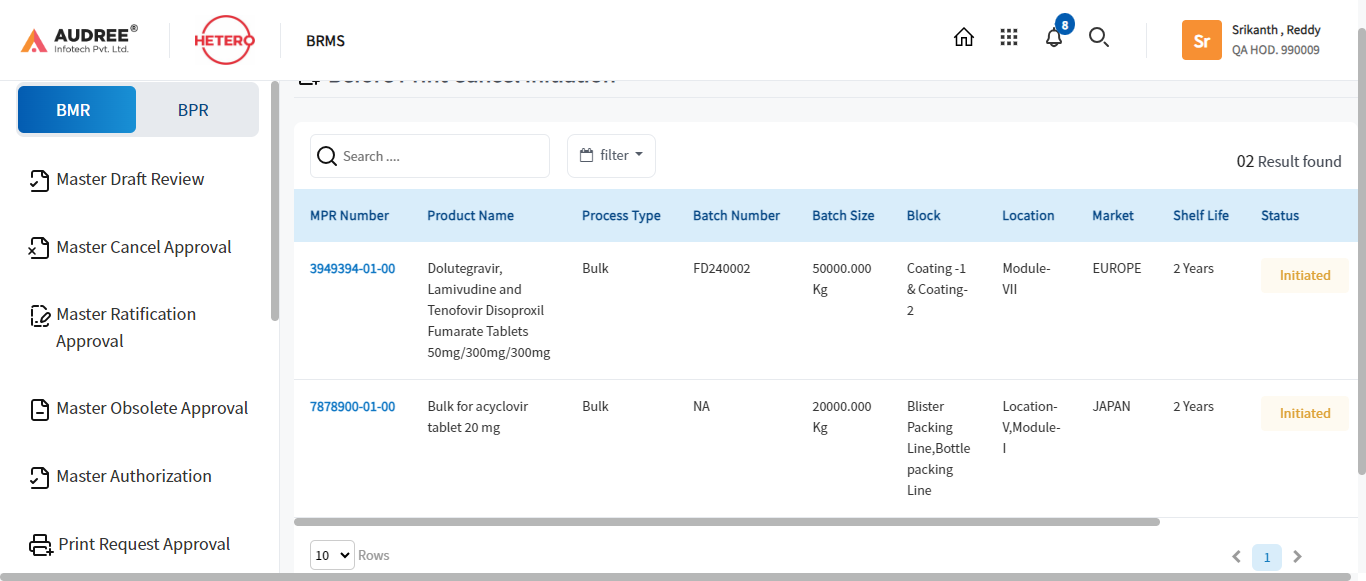 AUDREE®
Infotech Pvt. Ltd.
HETERO
BRMS
8
Sr
Srikanth , Reddy
QA HOD. 990009
BMR
BPR
Master Draft Review
Master Cancel Approval
Master Ratification
Approval
Master Obsolete Approval
Master Authorization
Print Request Approval
Before Print Cancel Initiation
Search ....
filter
02 Result found
MPR Number Product Name Process Type Batch Number Batch Size Block Location Market Shelf Life Status
3949394-01-00 Dolutegravir, Bulk FD240002 50000.000 Coating -1 Module- EUROPE 2 Years Initiated
Lamivudine and Kg & Coating- VII
Tenofovir Disoproxil 2
Fumarate Tablets
50mg/300mg/300mg
7878900-01-00 Bulk for acyclovir Bulk NA 20000.000 Blister Location- JAPAN 2 Years Initiated
tablet 20 mg Kg Packing V,Module-
Line,Bottle I
packing
Line
10 Rows
1